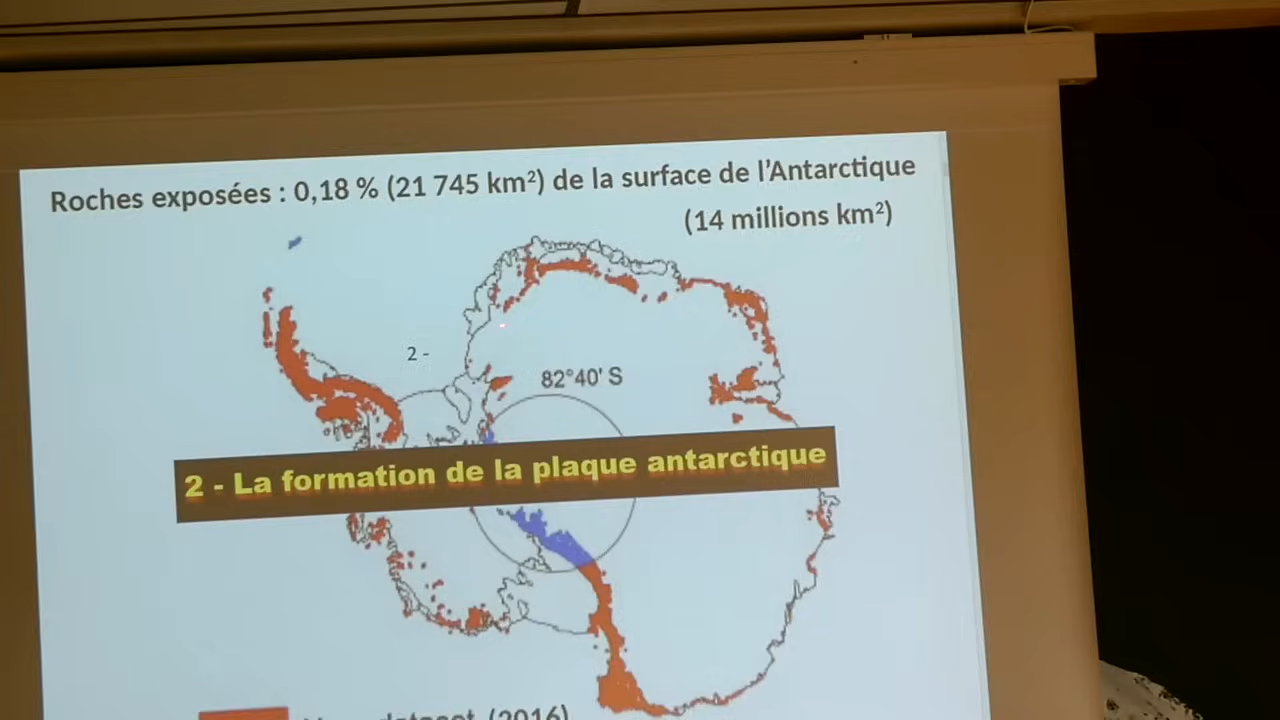 Roches exposées : 0,18 % (21 745 km²) de la surface de l'Antarctique
(14 millions km²)
2 -
82°40' S
2 - La formation de la plaque antarctique
(2016)